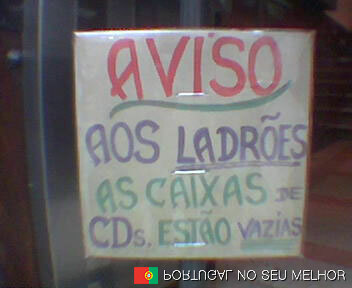 AVISO
AOS LADRÕES
AS CAIXAS DE
CDs. ESTÃO VAZIAS
PORTUGAL NO SEU MELHOR